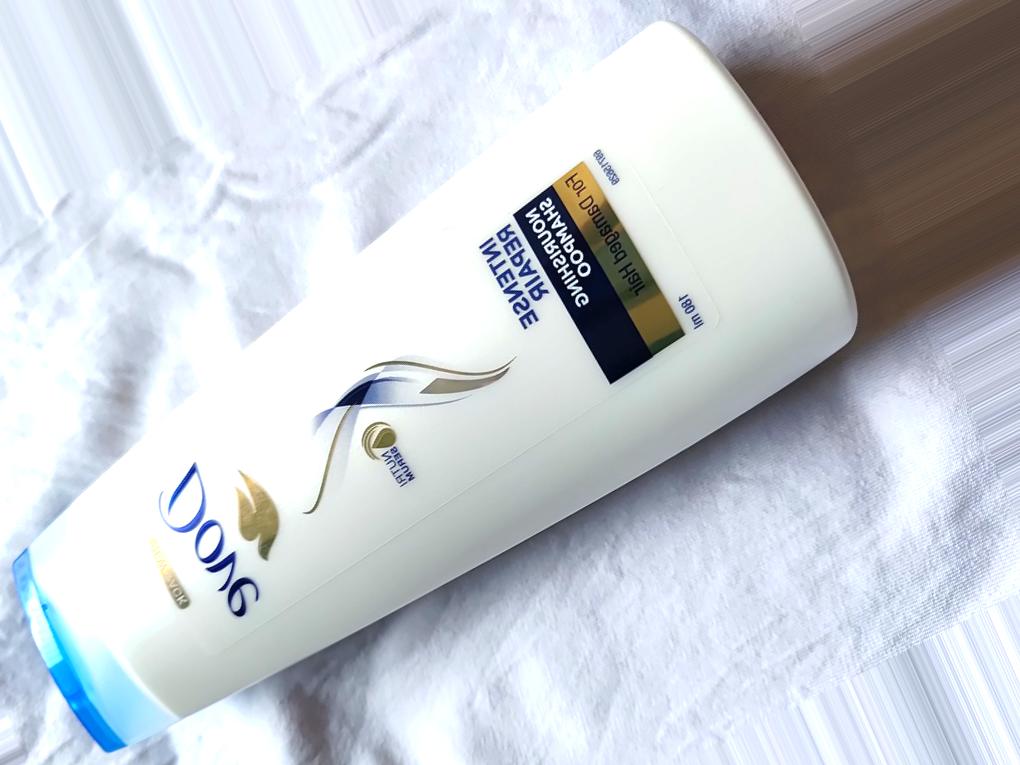 Dove
NUTRI
SERUM
INTENSE
REPAIR
NOURISHING
SHAMPOO
For Damaged Hair
180 ml